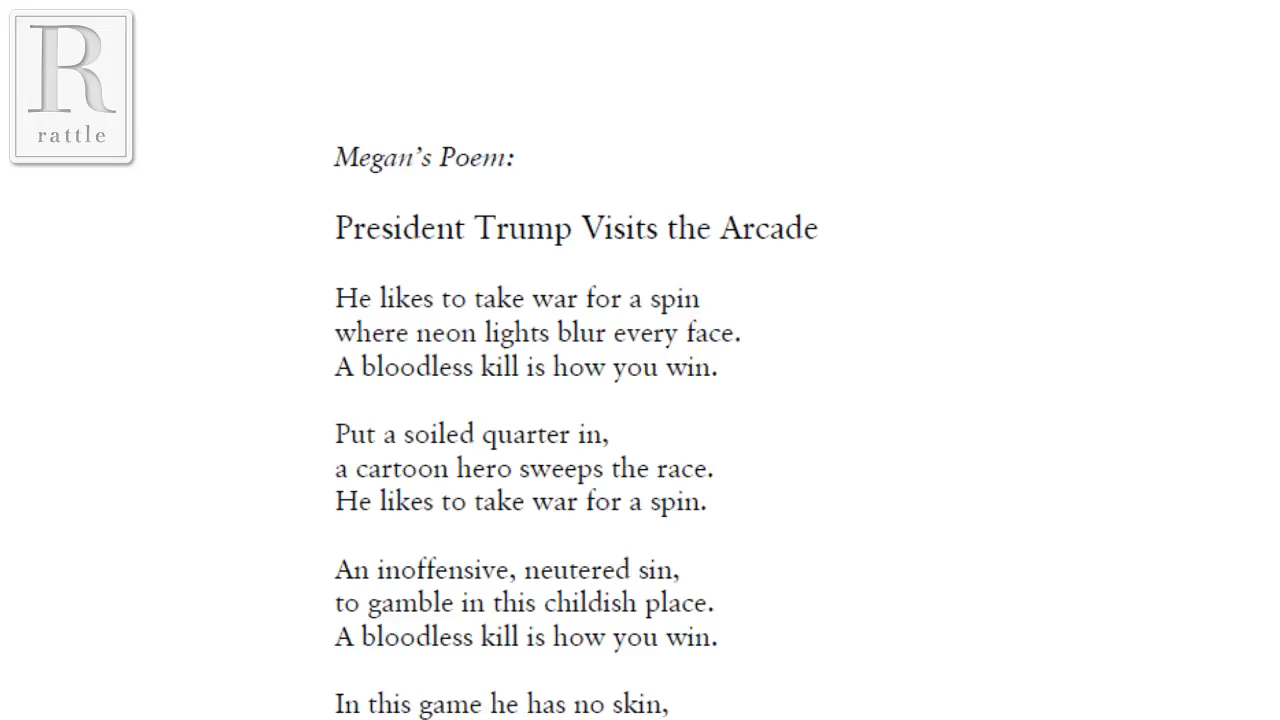 R
rattle
Megan's Poem:
President Trump Visits the Arcade
He likes to take war for a spin
where neon lights blur every face.
A bloodless kill is how you win.
Put a soiled quarter in,
a cartoon hero sweeps the race.
He likes to take war for a spin.
An inoffensive, neutered sin,
to gamble in this childish place.
A bloodless kill is how you win.
In this game he has no skin,